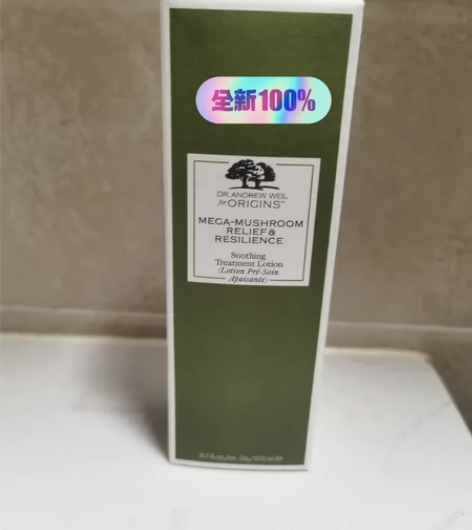 全新100%
DR. ANDREW WEIL
for ORIGINS™
MEGA-MUSHROOM
RELIEF &
RESILIENCE
Soothing
Treatment Lotion
(Lotion Pré-Soin
Apaisante)